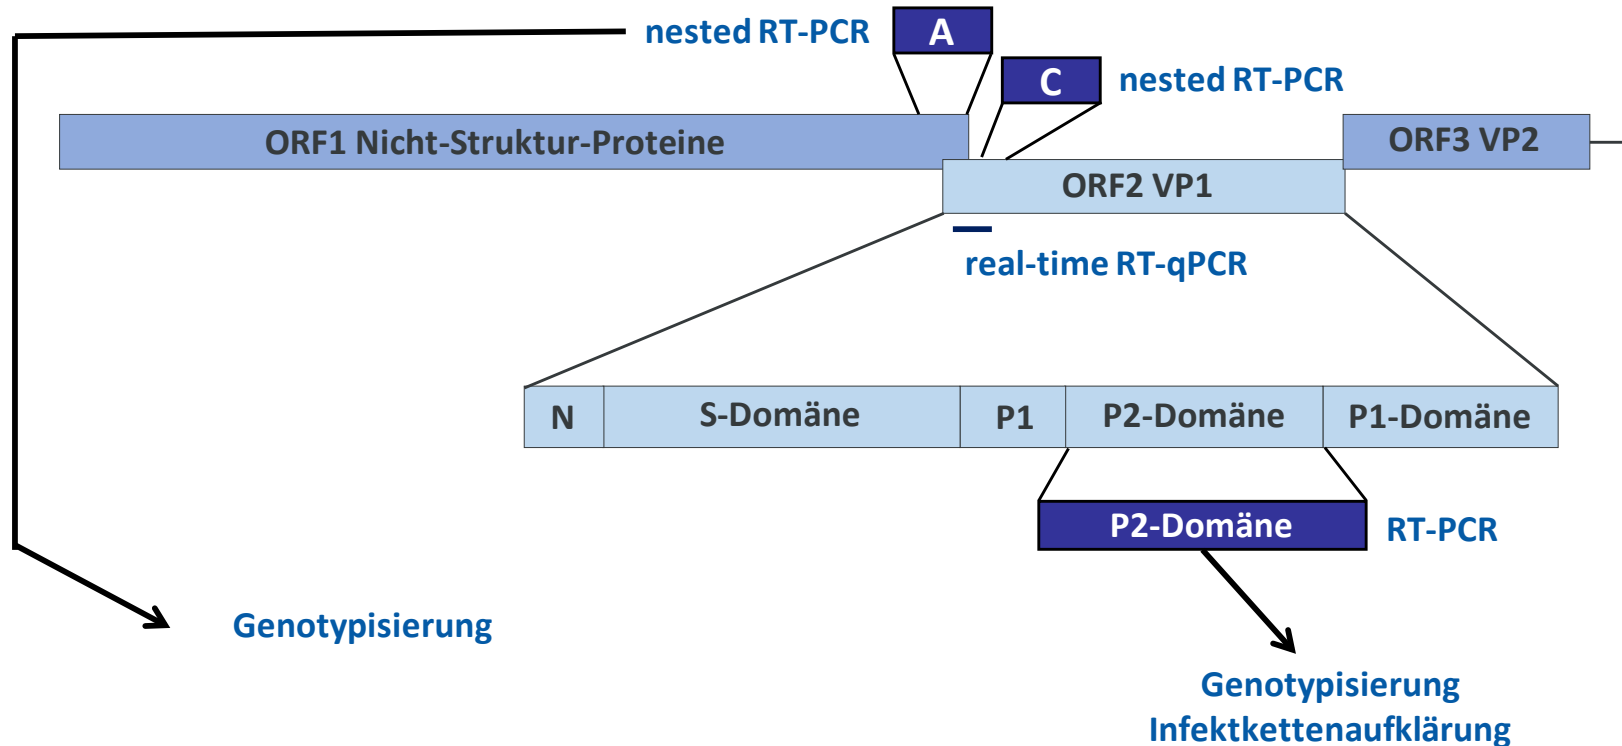 nested RT-PCR
A
C
nested RT-PCR
ORF1 Nicht-Struktur-Proteine
ORF3 VP2
ORF2 VP1
real-time RT-qPCR
N
S-Domäne
P1
P2-Domäne
P1-Domäne
P2-Domäne
RT-PCR
Genotypisierung
Genotypisierung
Infektkettenaufklärung